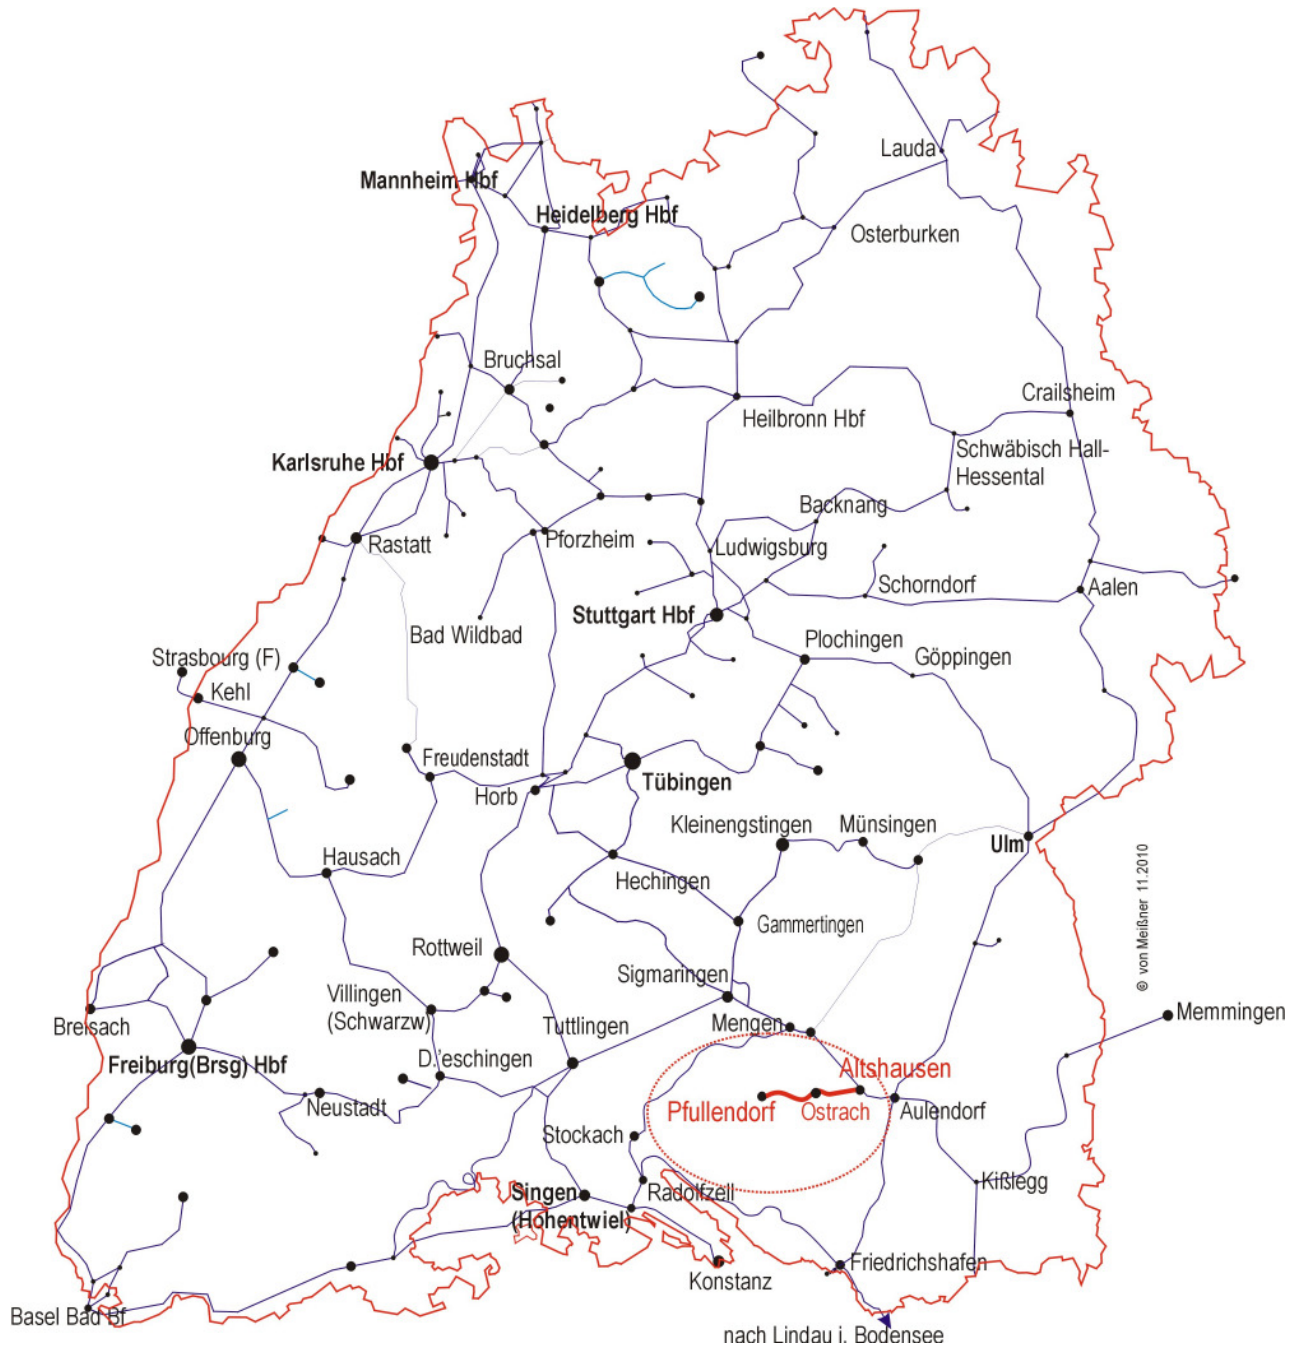 Lauda
Mannheim Hbf
Heidelberg Hbf
Osterburken
Bruchsal
Crailsheim
Heilbronn Hbf
Schwäbisch Hall-
Hessental
Karlsruhe Hbf
Backnang
Rastatt
Pforzheim
Ludwigsburg
Schorndorf
Aalen
Stuttgart Hbf
Bad Wildbad
Plochingen
Göppingen
Strasbourg (F)
Kehl
Offenburg
Freudenstadt
Horb
Tübingen
Kleinengstingen
Münsingen
Ulm
Hausach
Hechingen
Gammertingen
© von Meißner 11.2010
Rottweil
Sigmaringen
Villingen
(Schwarzw)
Tuttlingen
Mengen
Memmingen
Breisach
Freiburg(Brsg) Hbf
D.'eschingen
Altshausen
Neustadt
Pfullendorf
Ostrach
Aulendorf
Stockach
Singen
(Hohentwiel)
Radolfzell
Kißlegg
Konstanz
Friedrichshafen
Basel Bad Bf
nach Lindau i. Bodensee